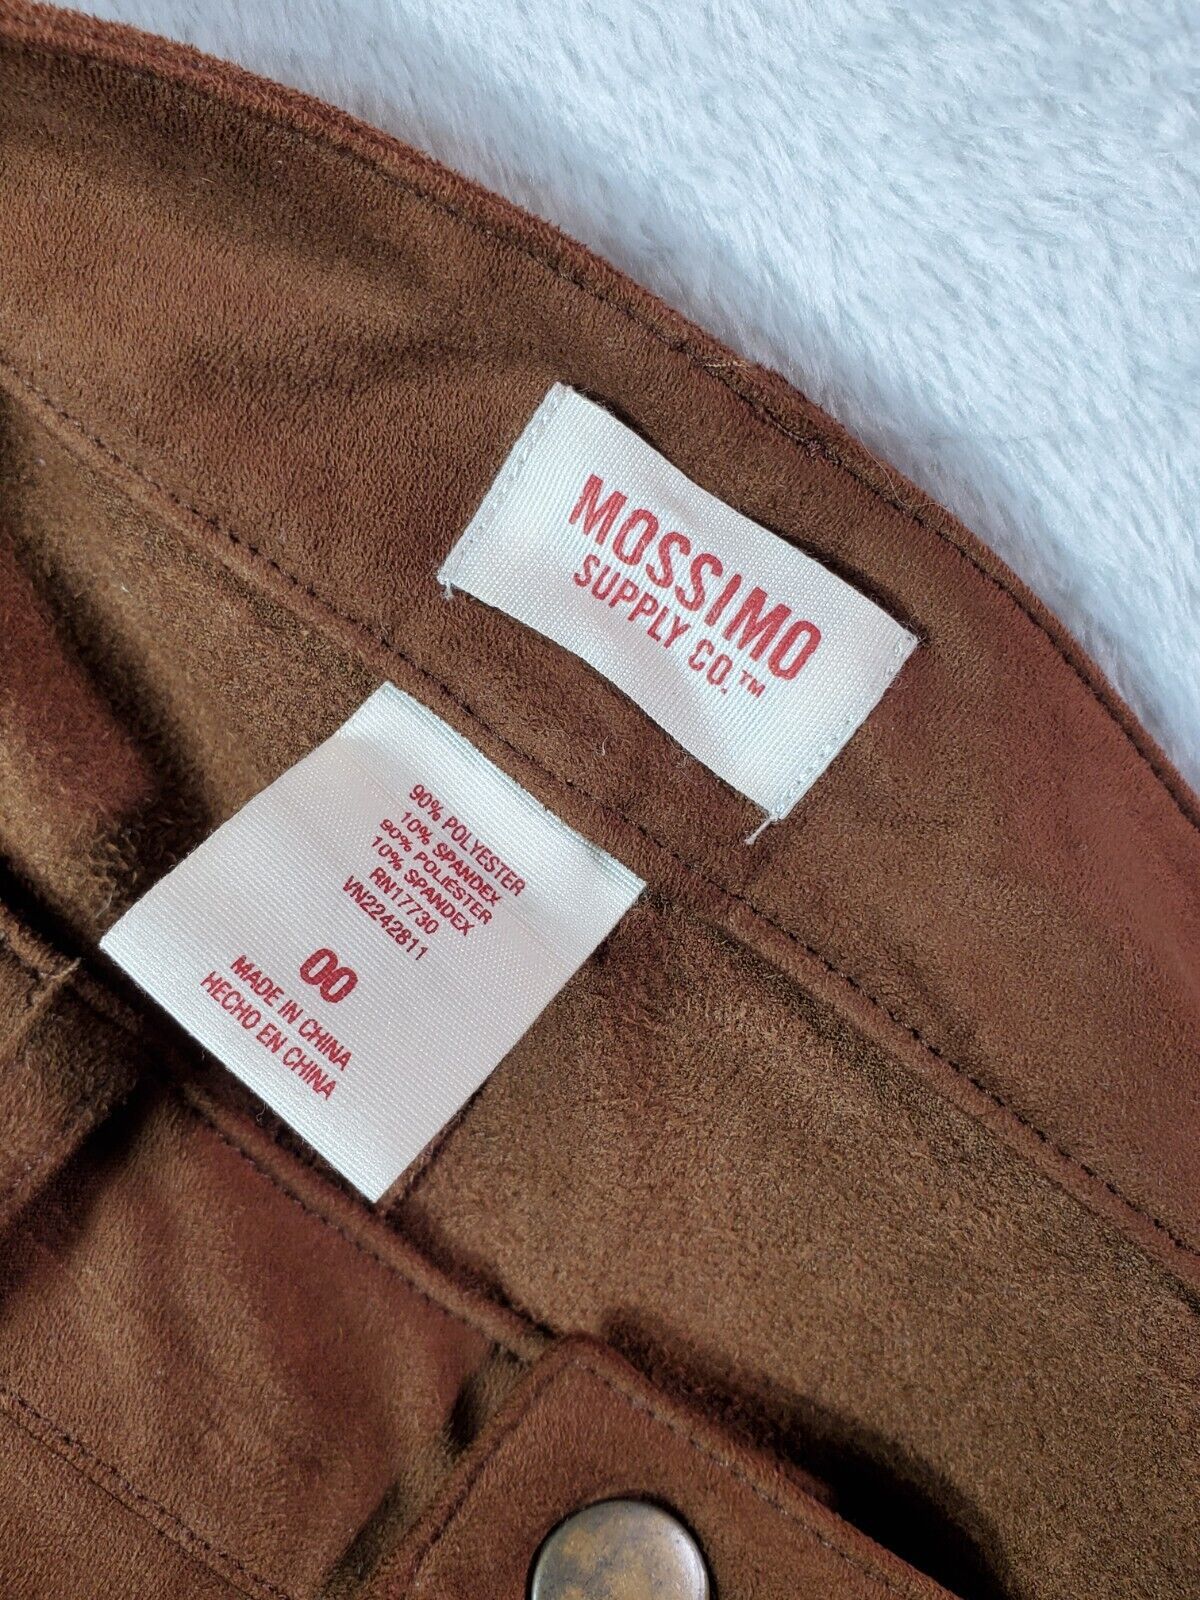 MOSSIMO
SUPPLY CO.™
90% POLYESTER
10% SPANDEX
90% POLIÉSTER
10% SPANDEX
RN17730
VN2242811
00
MADE IN CHINA
HECHO EN CHINA